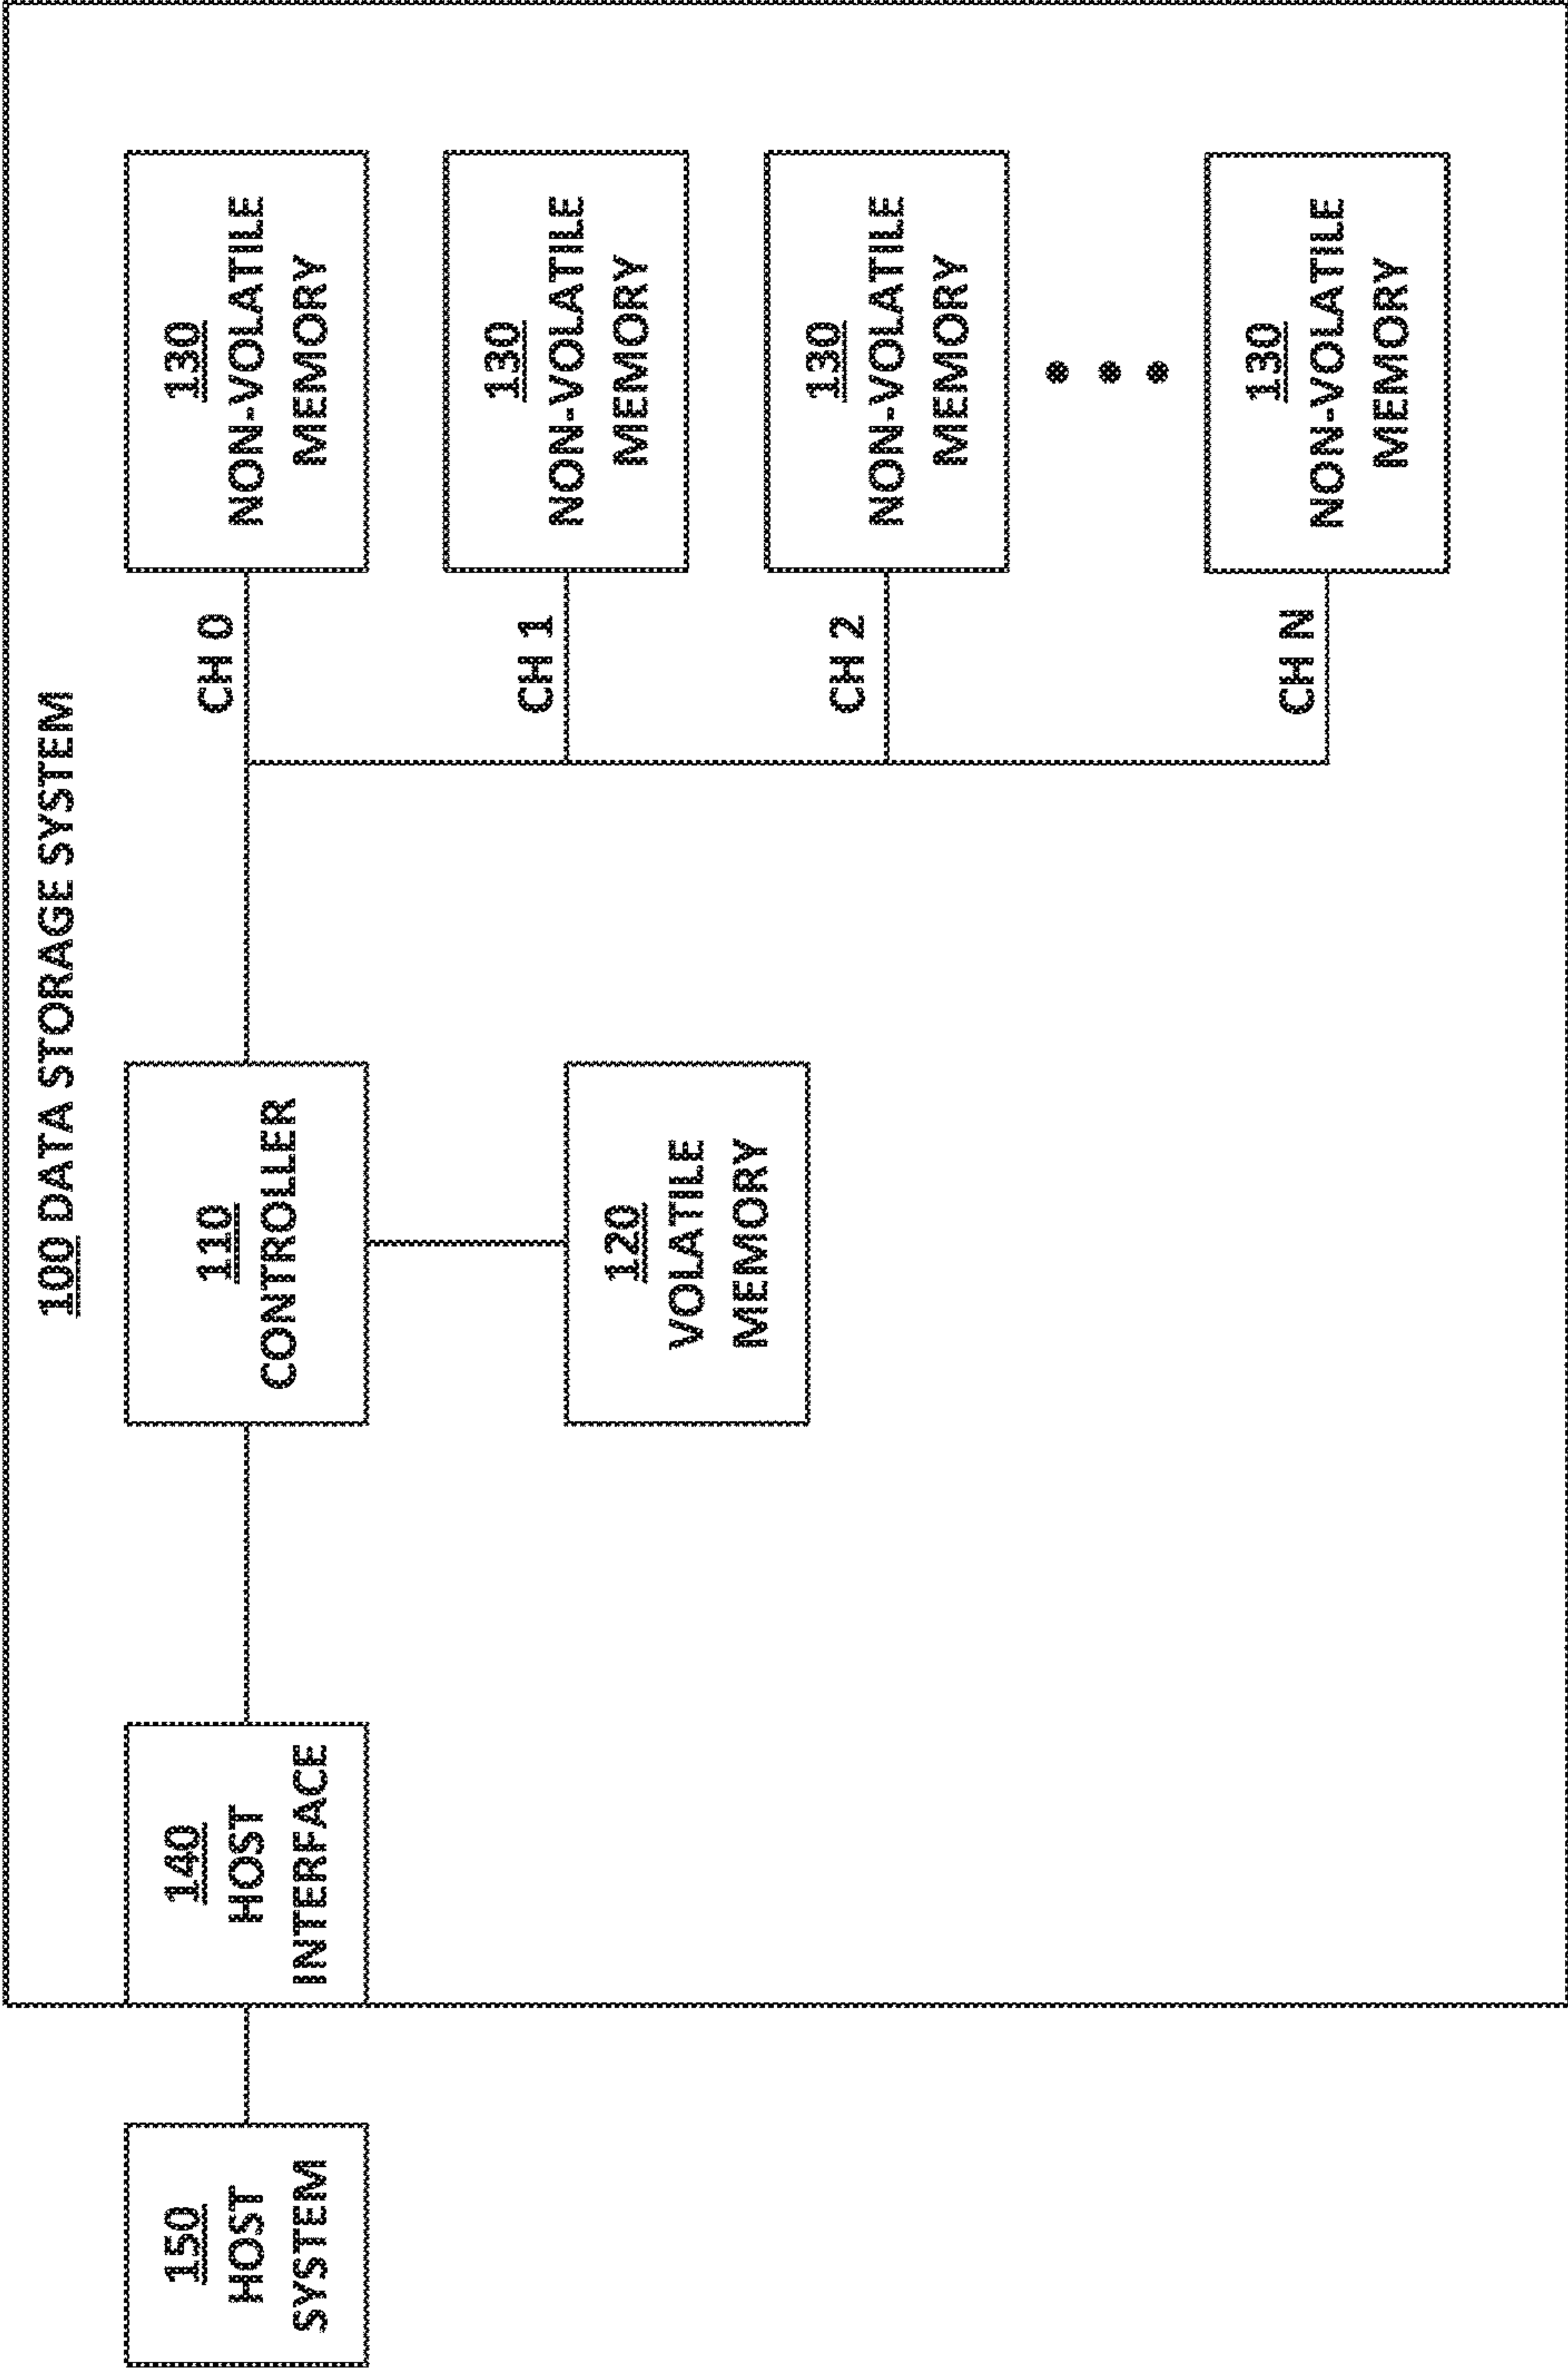 100 DATA STORAGE SYSTEM
150
HOST
SYSTEM
140
HOST
INTERFACE
110
CONTROLLER
120
VOLATILE
MEMORY
CH 0
130
NON-VOLATILE
MEMORY
CH 1
130
NON-VOLATILE
MEMORY
CH 2
130
NON-VOLATILE
MEMORY
CH N
130
NON-VOLATILE
MEMORY